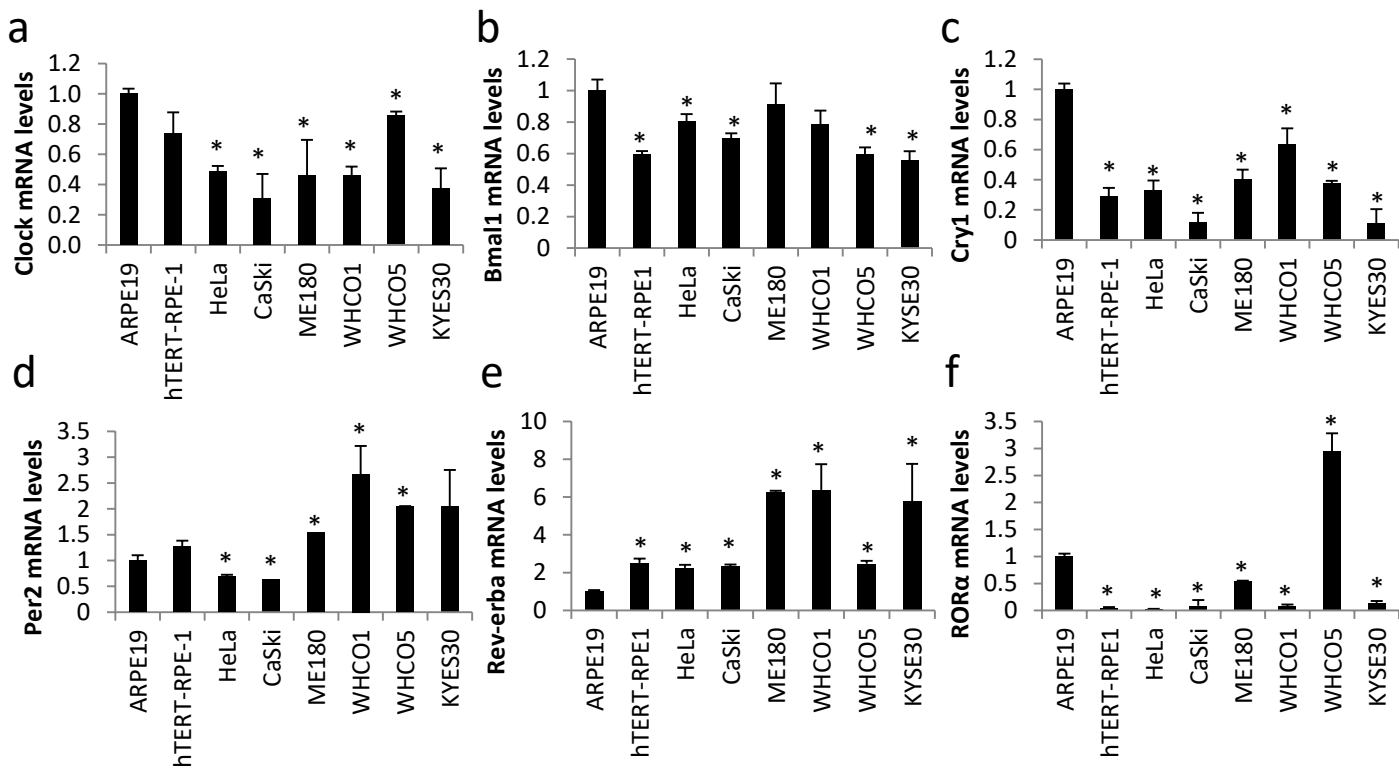 a
Clock mRNA levels
1.2
1.0
0.8
0.6
0.4
0.2
0.0
* * * * * *
ARPE19
hTERT-RPE-1
HeLa
CaSki
ME180
WHCO1
WHCO5
KYES30
b
Bmal1 mRNA levels
1.2
1
0.8
0.6
0.4
0.2
0
* * * * *
ARPE19
hTERT-RPE1
HeLa
CaSki
ME180
WHCO1
WHCO5
KYSE30
c
Cry1 mRNA levels
1.2
1
0.8
0.6
0.4
0.2
0
* * * * * * *
ARPE19
hTERT-RPE-1
HeLa
CaSki
ME180
WHCO1
WHCO5
KYES30
d
Per2 mRNA levels
3.5
3
2.5
2
1.5
1
0.5
0
* * * * *
ARPE19
hTERT-RPE-1
HeLa
CaSki
ME180
WHCO1
WHCO5
KYES30
e
Rev-erba mRNA levels
10
8
6
4
2
0
* * * * * * *
ARPE19
hTERT-RPE1
HeLa
CaSki
ME180
WHCO1
WHCO5
KYSE30
f
RORα mRNA levels
3.5
3
2.5
2
1.5
1
0.5
0
* * * * * * *
ARPE19
hTERT-RPE1
HeLa
CaSki
ME180
WHCO1
WHCO5
KYSE30